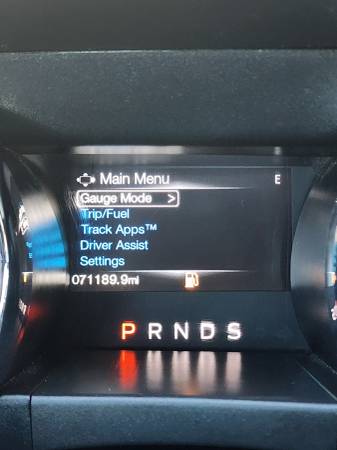 Main Menu E
Gauge Mode >
Trip/Fuel
Track Apps™
Driver Assist
Settings
071189.9mi
P R N D S